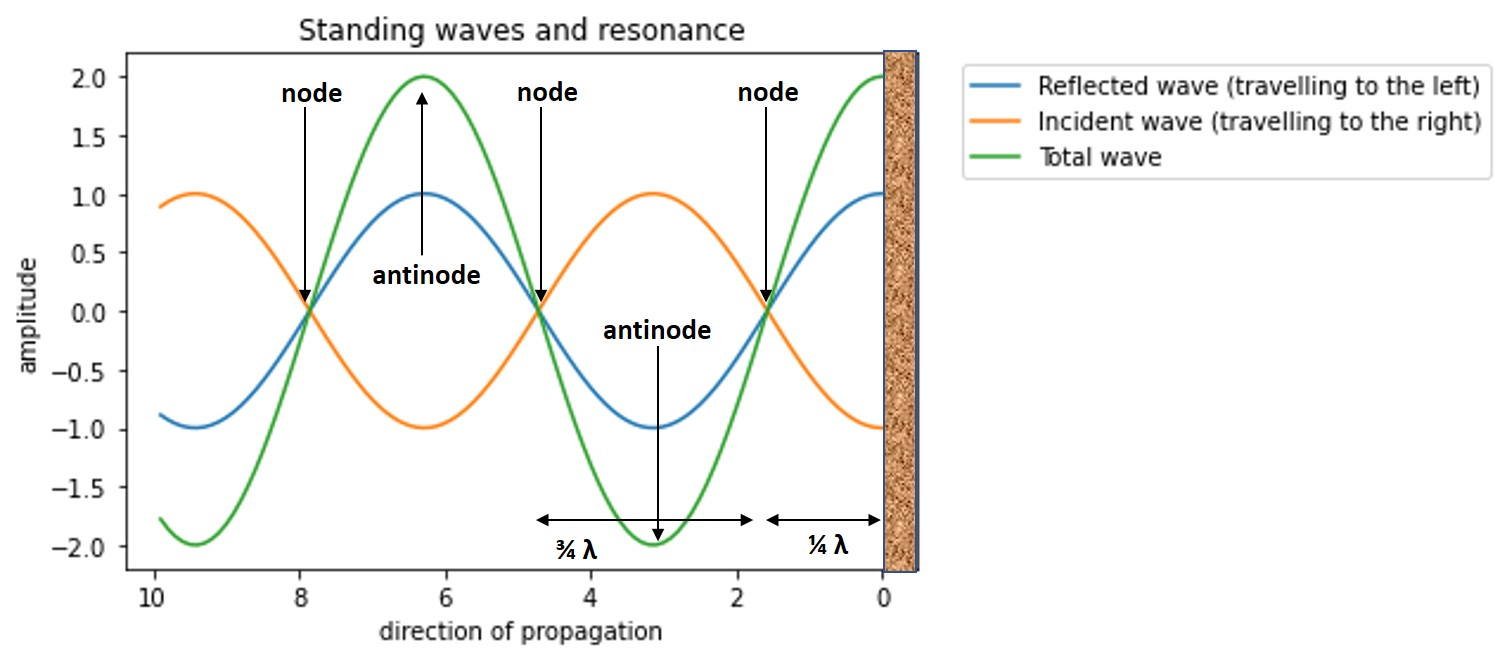 Standing waves and resonance
node
node
node
antinode
antinode
¾ λ
¼ λ
2.0
1.5
1.0
0.5
0.0
−0.5
−1.0
−1.5
−2.0
amplitude
10 8 6 4 2 0
direction of propagation
Reflected wave (travelling to the left)
Incident wave (travelling to the right)
Total wave